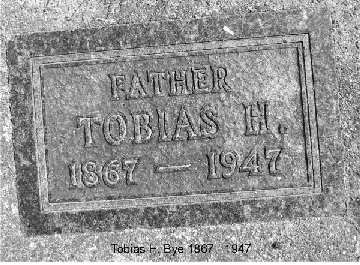 FATHER
TOBIAS H.
1867 — 1947
Tobias H. Bye 1867 - 1947